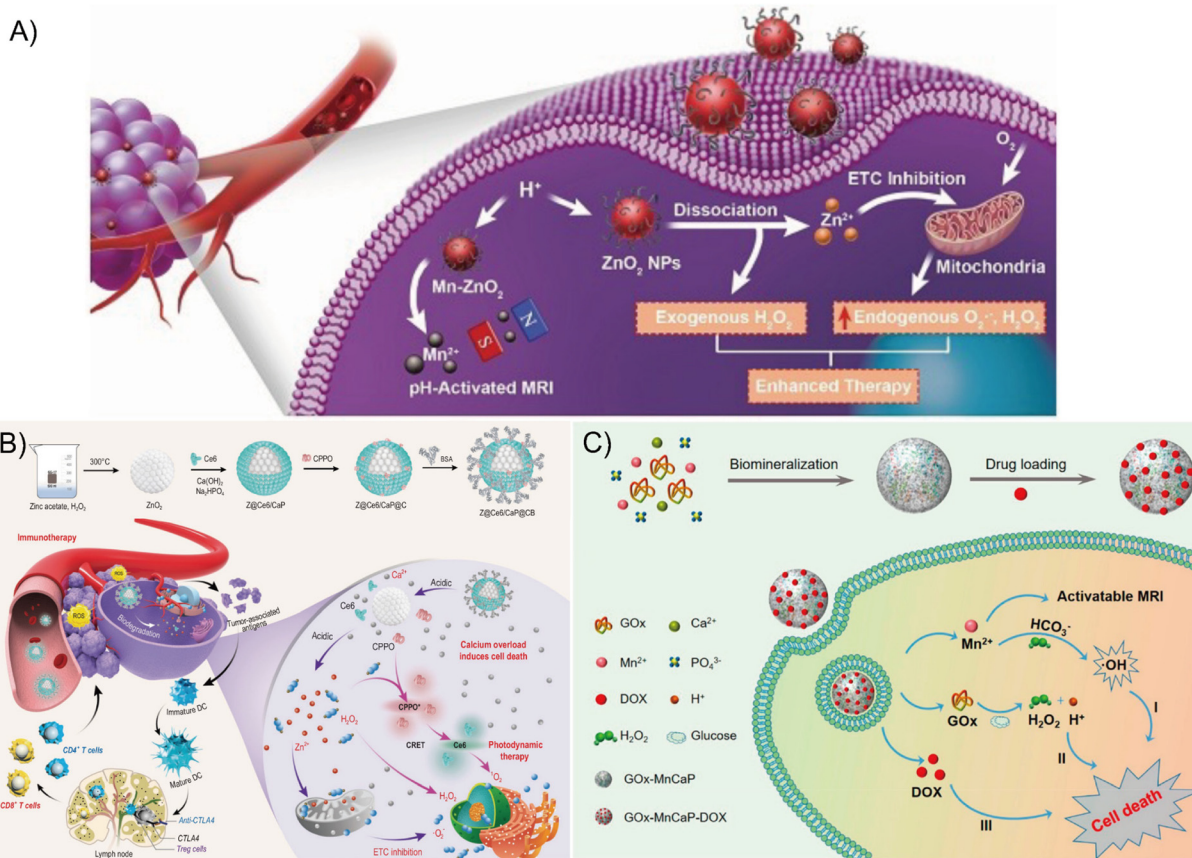 A)
H⁺
O₂
ETC Inhibition
Dissociation
Zn²⁺
ZnO₂ NPs
Mitochondria
Mn-ZnO₂
N
S
Mn²⁺
pH-Activated MRI
Exogenous H₂O₂
Endogenous O₂·⁻, H₂O₂
Enhanced Therapy
B)
300°C
Ce6
Ca(OH)₂
Na₂HPO₄
CPPO
BSA
Zinc acetate, H₂O₂
ZnO₂
Z@Ce6/CaP
Z@Ce6/CaP@C
Z@Ce6/CaP@CB
Immunotherapy
ROS
ROS
Biodegradation
Tumor-associated
antigens
Immature DC
Mature DC
CD4⁺ T cells
CD8⁺ T cells
Anti-CTLA4
CTLA4
Treg cells
Lymph node
Ca²⁺
Acidic
Ce6
Acidic
CPPO
Calcium overload
induces cell death
H₂O₂
CPPO*
Zn²⁺
CRET
Ce6
Photodynamic
therapy
¹O₂
H₂O₂
·O₂⁻
ETC inhibition
C)
Biomineralization
Drug loading
GOx
Ca²⁺
Mn²⁺
PO₄³⁻
DOX
H⁺
H₂O₂
Glucose
GOx-MnCaP
GOx-MnCaP-DOX
Activatable MRI
Mn²⁺
HCO₃⁻
·OH
I
GOx
H₂O₂
+
H⁺
II
DOX
III
Cell death